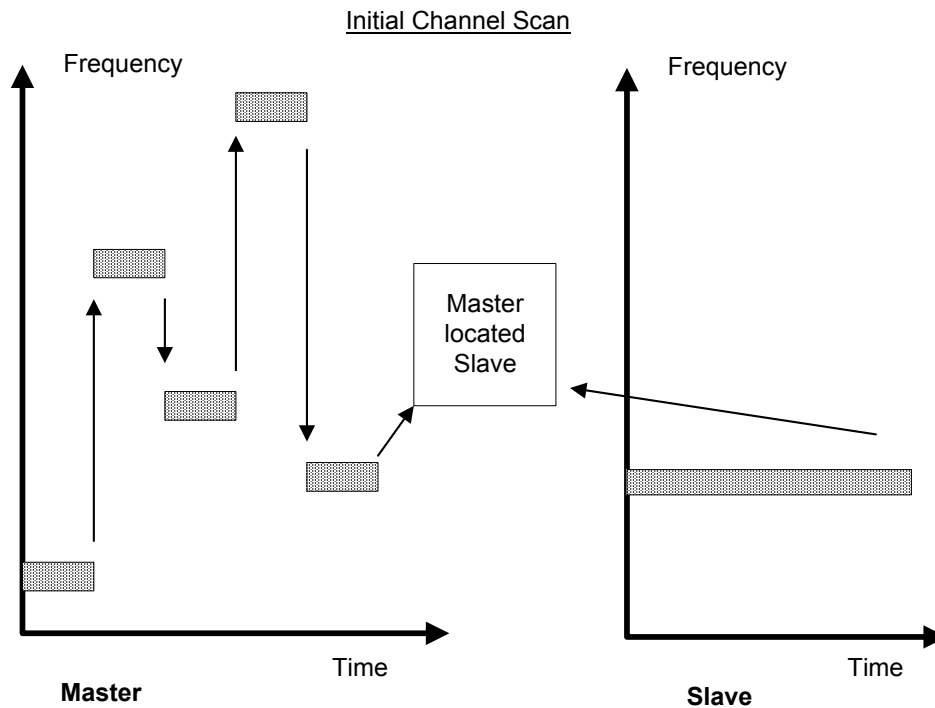 Initial Channel Scan
Frequency
Frequency
Master
located
Slave
Time
Time
Master
Slave